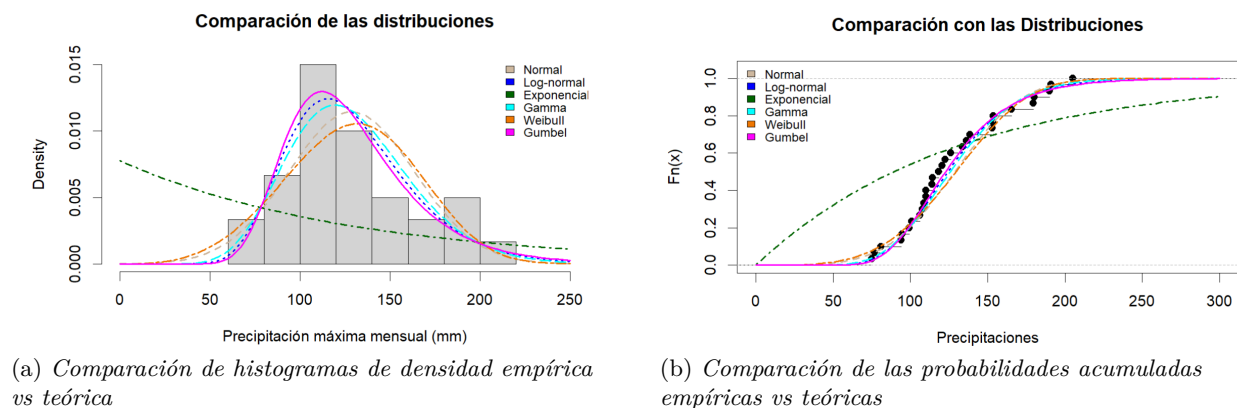 Comparación de las distribuciones
Density
0.015
0.010
0.005
0.000
Normal
Log-normal
Exponencial
Gamma
Weibull
Gumbel
0
50
100
150
200
250
Precipitación máxima mensual (mm)
(a) Comparación de histogramas de densidad empírica
vs teórica
Comparación con las Distribuciones
Fn(x)
1.0
0.8
0.6
0.4
0.2
0.0
Normal
Log-normal
Exponencial
Gamma
Weibull
Gumbel
0
50
100
150
200
250
300
Precipitaciones
(b) Comparación de las probabilidades acumuladas
empíricas vs teóricas